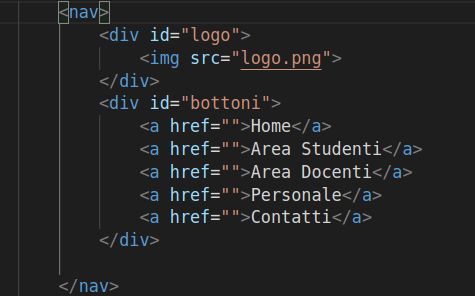 <nav>
<div id="logo">
<img src="logo.png">
</div>
<div id="bottoni">
<a href="">Home</a>
<a href="">Area Studenti</a>
<a href="">Area Docenti</a>
<a href="">Personale</a>
<a href="">Contatti</a>
</div>
</nav>